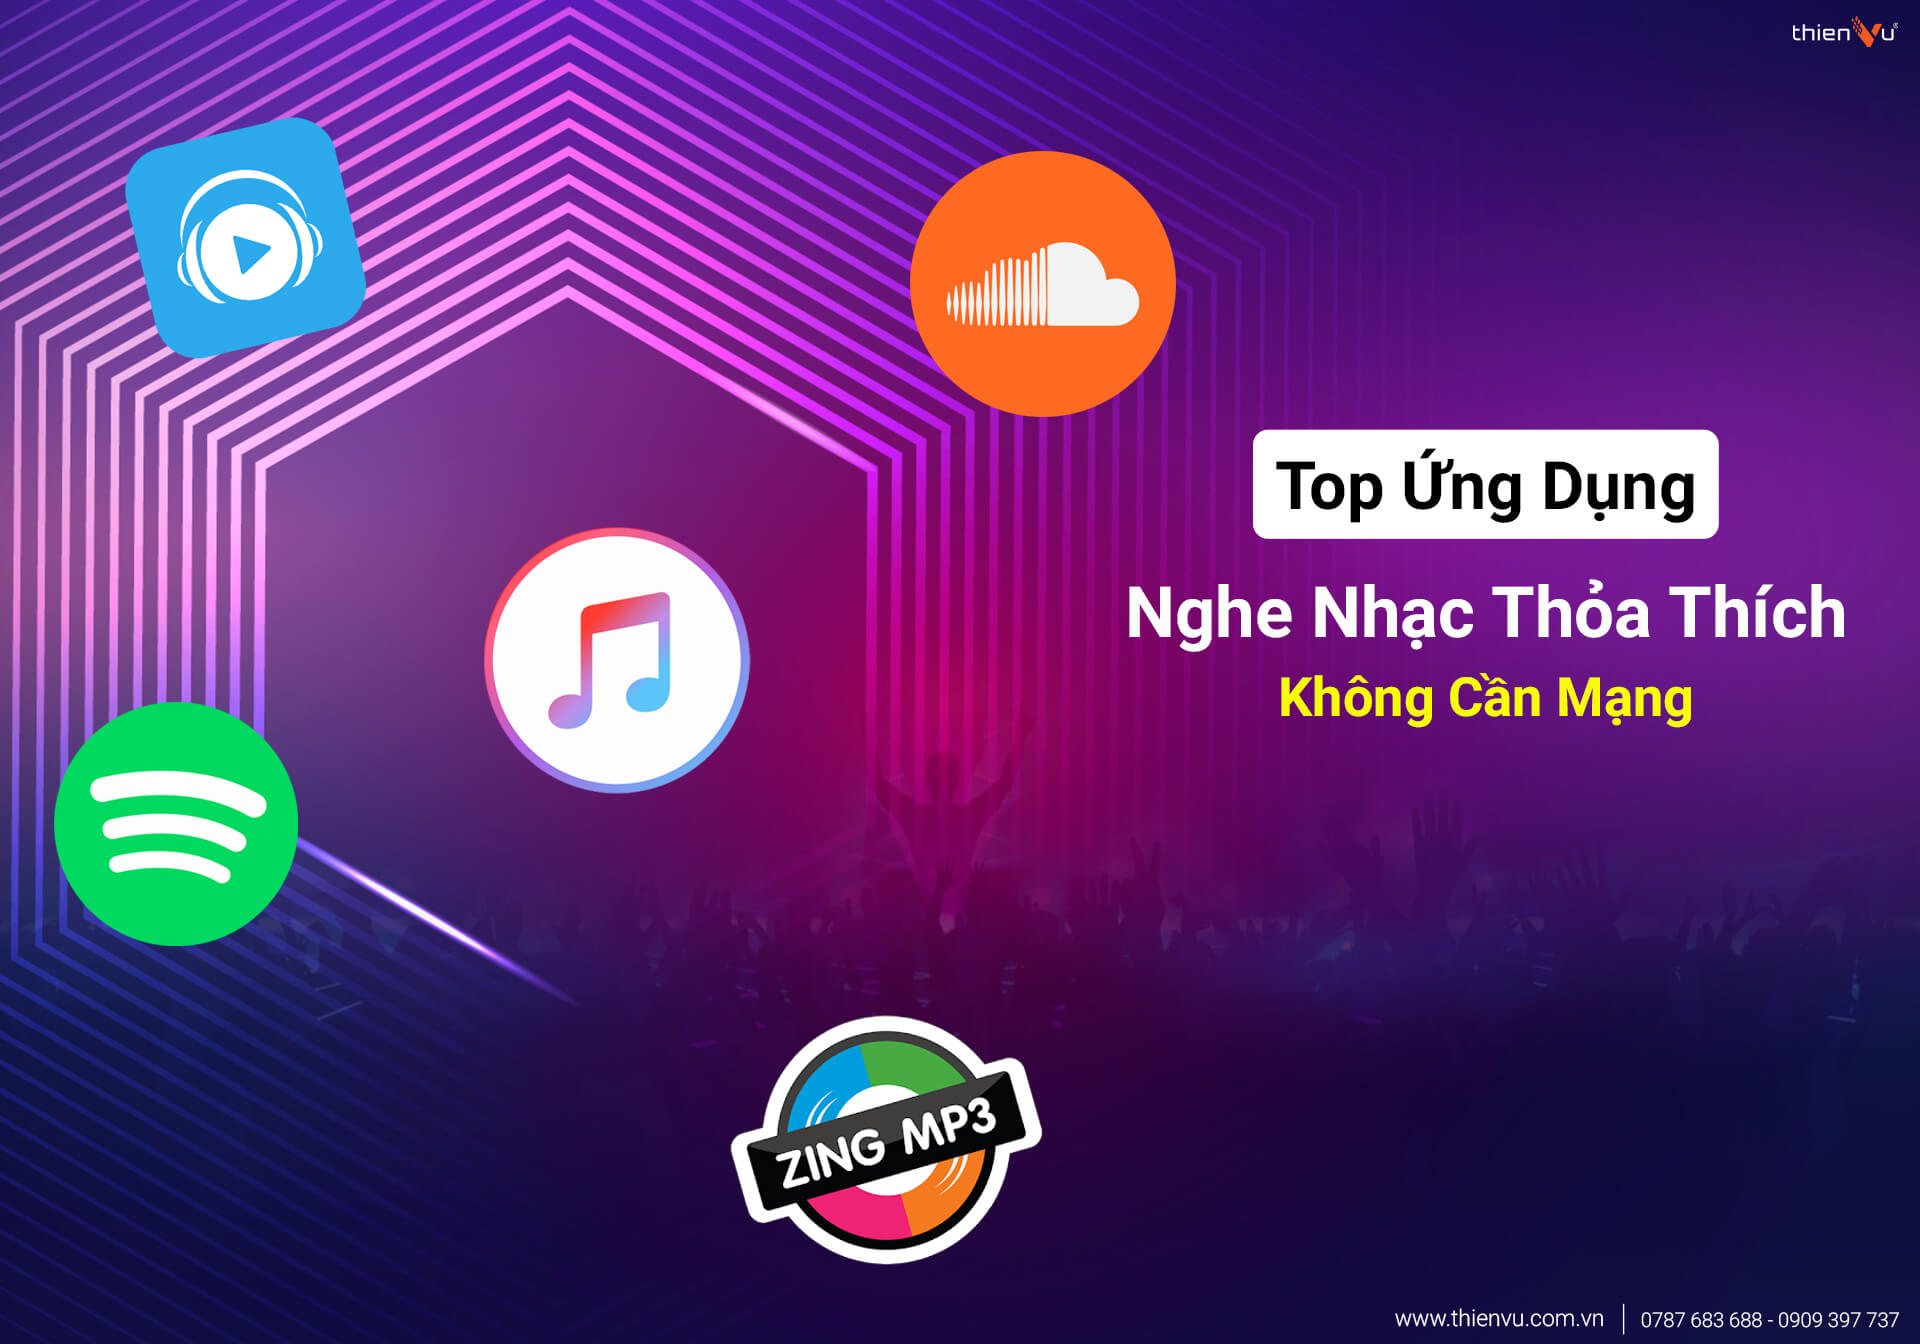 thienVu®
Top Ứng Dụng
Nghe Nhạc Thỏa Thích
Không Cần Mạng
ZING MP3
www.thienvu.com.vn | 0787 683 688 - 0909 397 737